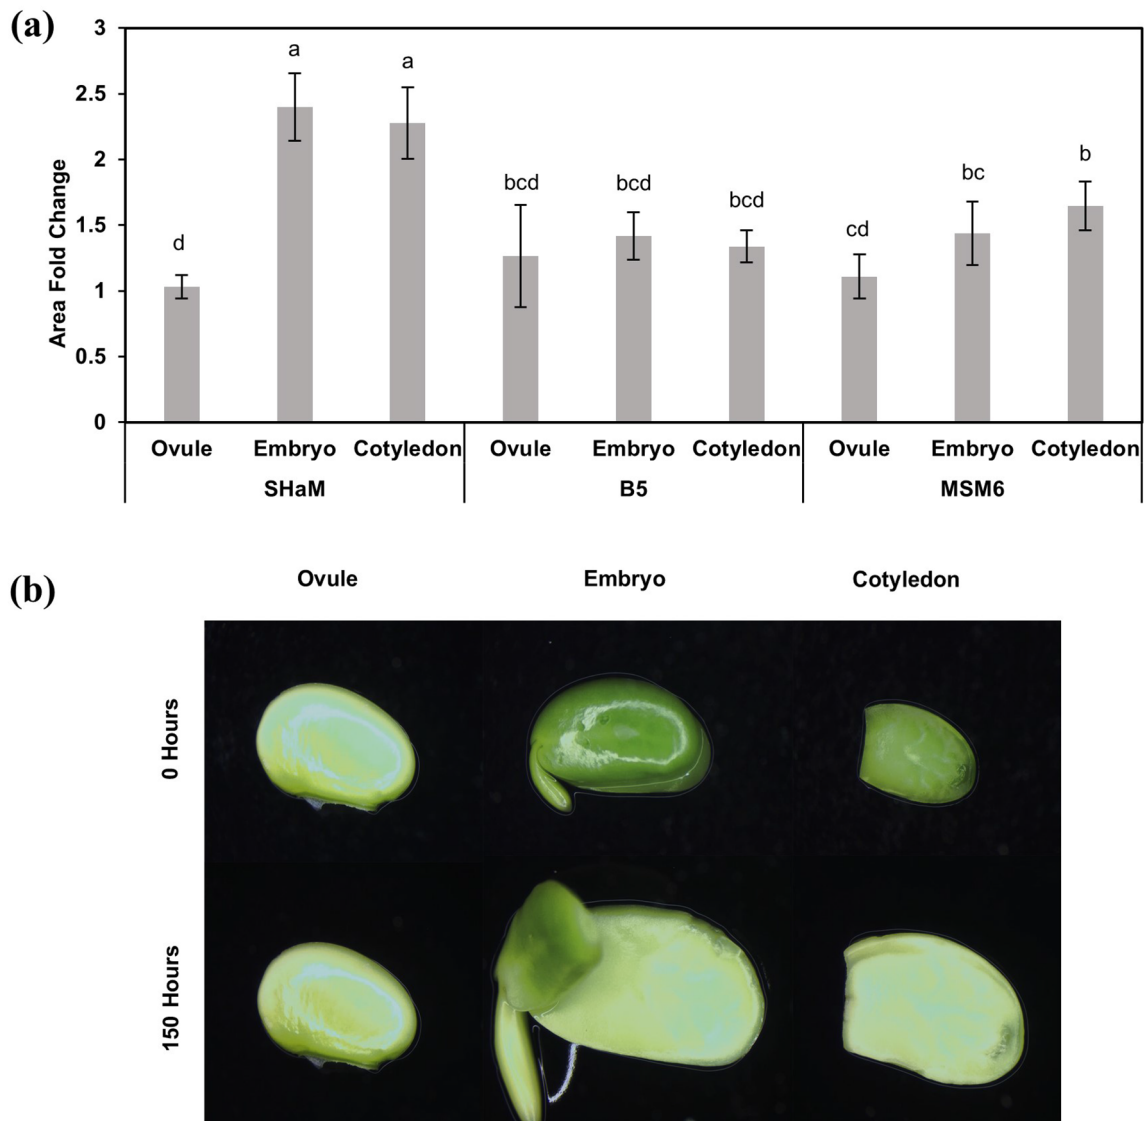 (a)
3
2.5
2
1.5
1
0.5
0
Area Fold Change
d
a
a
bcd
bcd
bcd
cd
bc
b
Ovule Embryo Cotyledon Ovule Embryo Cotyledon Ovule Embryo Cotyledon
SHaM B5 MSM6
(b)
Ovule Embryo Cotyledon
0 Hours
150 Hours